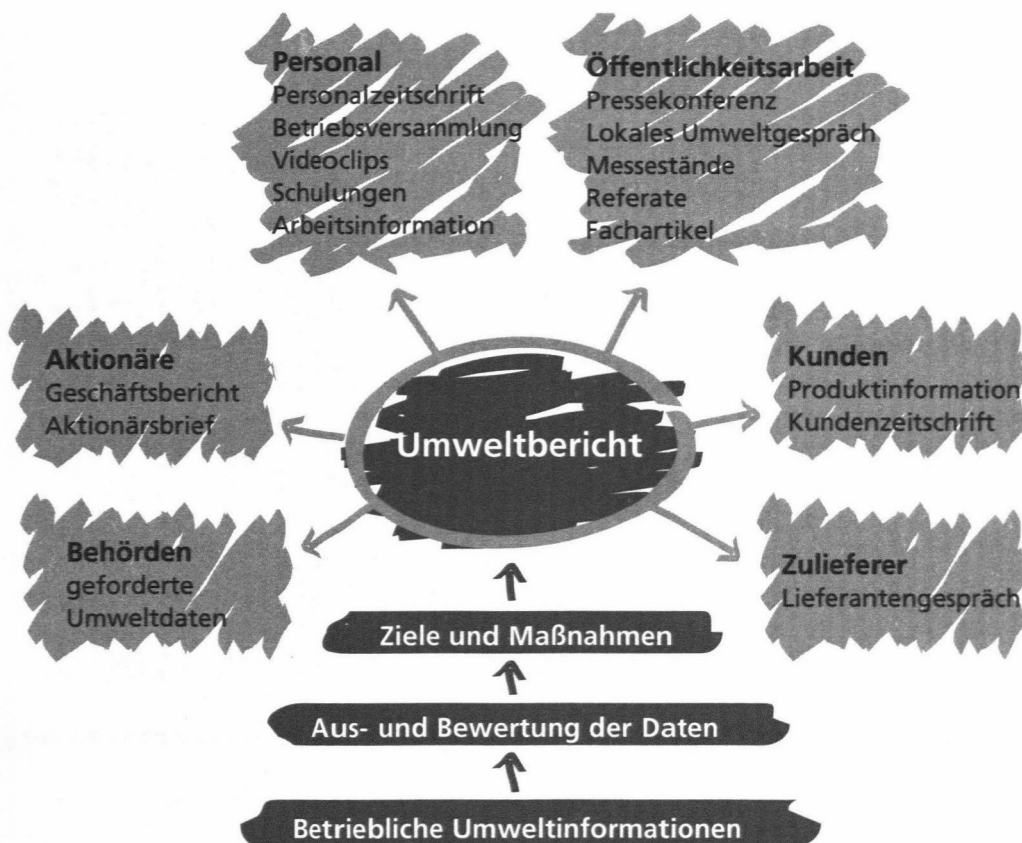 Personal
Personalzeitschrift
Betriebsversammlung
Videoclips
Schulungen
Arbeitsinformation
Öffentlichkeitsarbeit
Pressekonferenz
Lokales Umweltgespräch
Messestände
Referate
Fachartikel
Aktionäre
Geschäftsbericht
Aktionärsbrief
Umweltbericht
Kunden
Produktinformation
Kundenzeitschrift
Behörden
geforderte
Umweltdaten
Zulieferer
Lieferantengespräch
Ziele und Maßnahmen
Aus- und Bewertung der Daten
Betriebliche Umweltinformationen